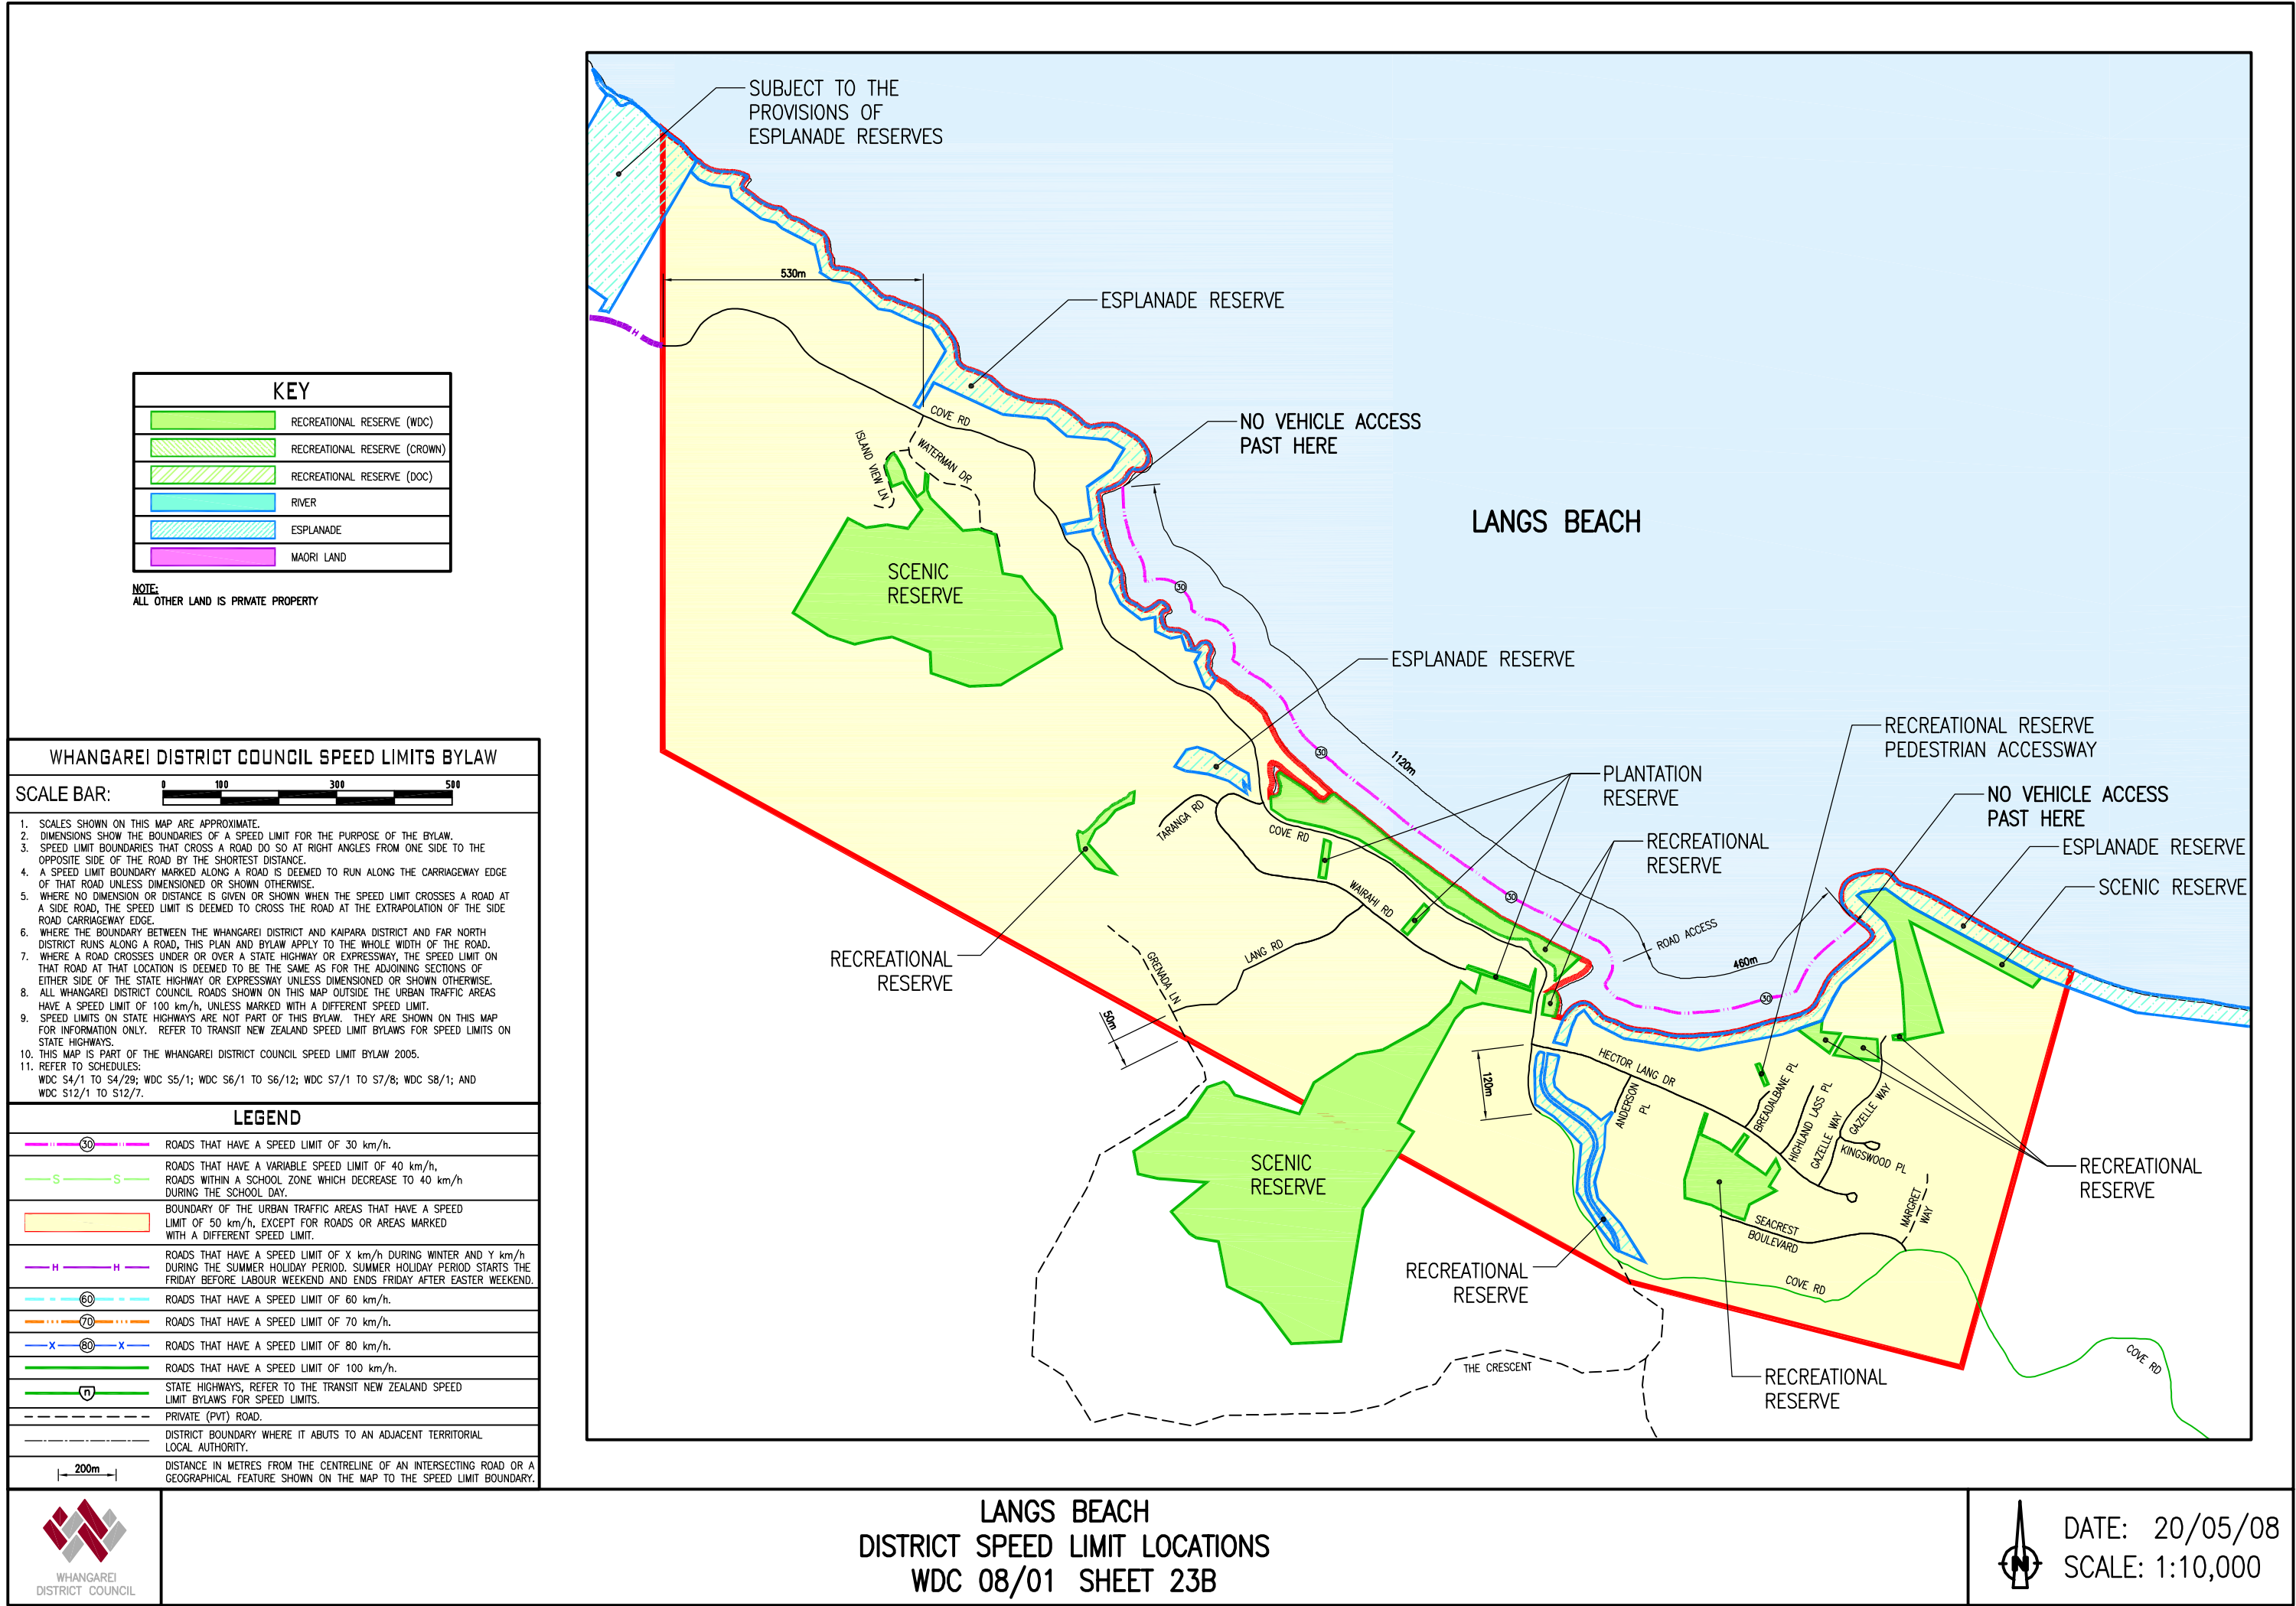 SUBJECT TO THE
PROVISIONS OF
ESPLANADE RESERVES
530m
ESPLANADE RESERVE
H
COVE RD
ISLAND VIEW LN
WATERMAN DR
NO VEHICLE ACCESS
PAST HERE
LANGS BEACH
SCENIC
RESERVE
30
ESPLANADE RESERVE
30
1120m
RECREATIONAL RESERVE
PEDESTRIAN ACCESSWAY
PLANTATION
RESERVE
NO VEHICLE ACCESS
PAST HERE
TARANGA RD
COVE RD
RECREATIONAL
RESERVE
ESPLANADE RESERVE
SCENIC RESERVE
WAIRAHI RD
30
ROAD ACCESS
460m
LANG RD
GRENADA LN
RECREATIONAL
RESERVE
30
50m
120m
HECTOR LANG DR
ANDERSON
PL
BREADALBANE PL
HIGHLAND LASS PL
GAZELLE WAY
GAZELLE WAY
KINGSWOOD PL
MARGRET
WAY
RECREATIONAL
RESERVE
SCENIC
RESERVE
SEACREST
BOULEVARD
RECREATIONAL
RESERVE
COVE RD
COVE RD
THE CRESCENT
RECREATIONAL
RESERVE
KEY
RECREATIONAL RESERVE (WDC)
RECREATIONAL RESERVE (CROWN)
RECREATIONAL RESERVE (DOC)
RIVER
ESPLANADE
MAORI LAND
NOTE:
ALL OTHER LAND IS PRIVATE PROPERTY
WHANGAREI DISTRICT COUNCIL SPEED LIMITS BYLAW
SCALE BAR:
0 100 300 500
1. SCALES SHOWN ON THIS MAP ARE APPROXIMATE.
2. DIMENSIONS SHOW THE BOUNDARIES OF A SPEED LIMIT FOR THE PURPOSE OF THE BYLAW.
3. SPEED LIMIT BOUNDARIES THAT CROSS A ROAD DO SO AT RIGHT ANGLES FROM ONE SIDE TO THE
OPPOSITE SIDE OF THE ROAD BY THE SHORTEST DISTANCE.
4. A SPEED LIMIT BOUNDARY MARKED ALONG A ROAD IS DEEMED TO RUN ALONG THE CARRIAGEWAY EDGE
OF THAT ROAD UNLESS DIMENSIONED OR SHOWN OTHERWISE.
5. WHERE NO DIMENSION OR DISTANCE IS GIVEN OR SHOWN WHEN THE SPEED LIMIT CROSSES A ROAD AT
A SIDE ROAD, THE SPEED LIMIT IS DEEMED TO CROSS THE ROAD AT THE EXTRAPOLATION OF THE SIDE
ROAD CARRIAGEWAY EDGE.
6. WHERE THE BOUNDARY BETWEEN THE WHANGAREI DISTRICT AND KAIPARA DISTRICT AND FAR NORTH
DISTRICT RUNS ALONG A ROAD, THIS PLAN AND BYLAW APPLY TO THE WHOLE WIDTH OF THE ROAD.
7. WHERE A ROAD CROSSES UNDER OR OVER A STATE HIGHWAY OR EXPRESSWAY, THE SPEED LIMIT ON
THAT ROAD AT THAT LOCATION IS DEEMED TO BE THE SAME AS FOR THE ADJOINING SECTIONS OF
EITHER SIDE OF THE STATE HIGHWAY OR EXPRESSWAY UNLESS DIMENSIONED OR SHOWN OTHERWISE.
8. ALL WHANGAREI DISTRICT COUNCIL ROADS SHOWN ON THIS MAP OUTSIDE THE URBAN TRAFFIC AREAS
HAVE A SPEED LIMIT OF 100 km/h, UNLESS MARKED WITH A DIFFERENT SPEED LIMIT.
9. SPEED LIMITS ON STATE HIGHWAYS ARE NOT PART OF THIS BYLAW. THEY ARE SHOWN ON THIS MAP
FOR INFORMATION ONLY. REFER TO TRANSIT NEW ZEALAND SPEED LIMIT BYLAWS FOR SPEED LIMITS ON
STATE HIGHWAYS.
10. THIS MAP IS PART OF THE WHANGAREI DISTRICT COUNCIL SPEED LIMIT BYLAW 2005.
11. REFER TO SCHEDULES:
WDC S4/1 TO S4/29; WDC S5/1; WDC S6/1 TO S6/12; WDC S7/1 TO S7/8; WDC S8/1; AND
WDC S12/1 TO S12/7.
LEGEND
30 ROADS THAT HAVE A SPEED LIMIT OF 30 km/h.
S S ROADS THAT HAVE A VARIABLE SPEED LIMIT OF 40 km/h,
ROADS WITHIN A SCHOOL ZONE WHICH DECREASE TO 40 km/h
DURING THE SCHOOL DAY.
BOUNDARY OF THE URBAN TRAFFIC AREAS THAT HAVE A SPEED
LIMIT OF 50 km/h, EXCEPT FOR ROADS OR AREAS MARKED
WITH A DIFFERENT SPEED LIMIT.
H H ROADS THAT HAVE A SPEED LIMIT OF X km/h DURING WINTER AND Y km/h
DURING THE SUMMER HOLIDAY PERIOD. SUMMER HOLIDAY PERIOD STARTS THE
FRIDAY BEFORE LABOUR WEEKEND AND ENDS FRIDAY AFTER EASTER WEEKEND.
60 ROADS THAT HAVE A SPEED LIMIT OF 60 km/h.
70 ROADS THAT HAVE A SPEED LIMIT OF 70 km/h.
X 80 X ROADS THAT HAVE A SPEED LIMIT OF 80 km/h.
ROADS THAT HAVE A SPEED LIMIT OF 100 km/h.
n STATE HIGHWAYS, REFER TO THE TRANSIT NEW ZEALAND SPEED
LIMIT BYLAWS FOR SPEED LIMITS.
PRIVATE (PVT) ROAD.
DISTRICT BOUNDARY WHERE IT ABUTS TO AN ADJACENT TERRITORIAL
LOCAL AUTHORITY.
200m DISTANCE IN METRES FROM THE CENTRELINE OF AN INTERSECTING ROAD OR A
GEOGRAPHICAL FEATURE SHOWN ON THE MAP TO THE SPEED LIMIT BOUNDARY.
WHANGAREI
DISTRICT COUNCIL
LANGS BEACH
DISTRICT SPEED LIMIT LOCATIONS
WDC 08/01 SHEET 23B
N
DATE: 20/05/08
SCALE: 1:10,000